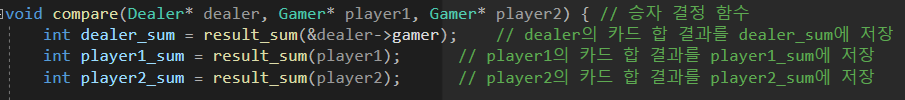 void compare(Dealer* dealer, Gamer* player1, Gamer* player2) { // 승자 결정 함수
int dealer_sum = result_sum(&dealer->gamer); // dealer의 카드 합 결과를 dealer_sum에 저장
int player1_sum = result_sum(player1); // player1의 카드 합 결과를 player1_sum에 저장
int player2_sum = result_sum(player2); // player2의 카드 합 결과를 player2_sum에 저장